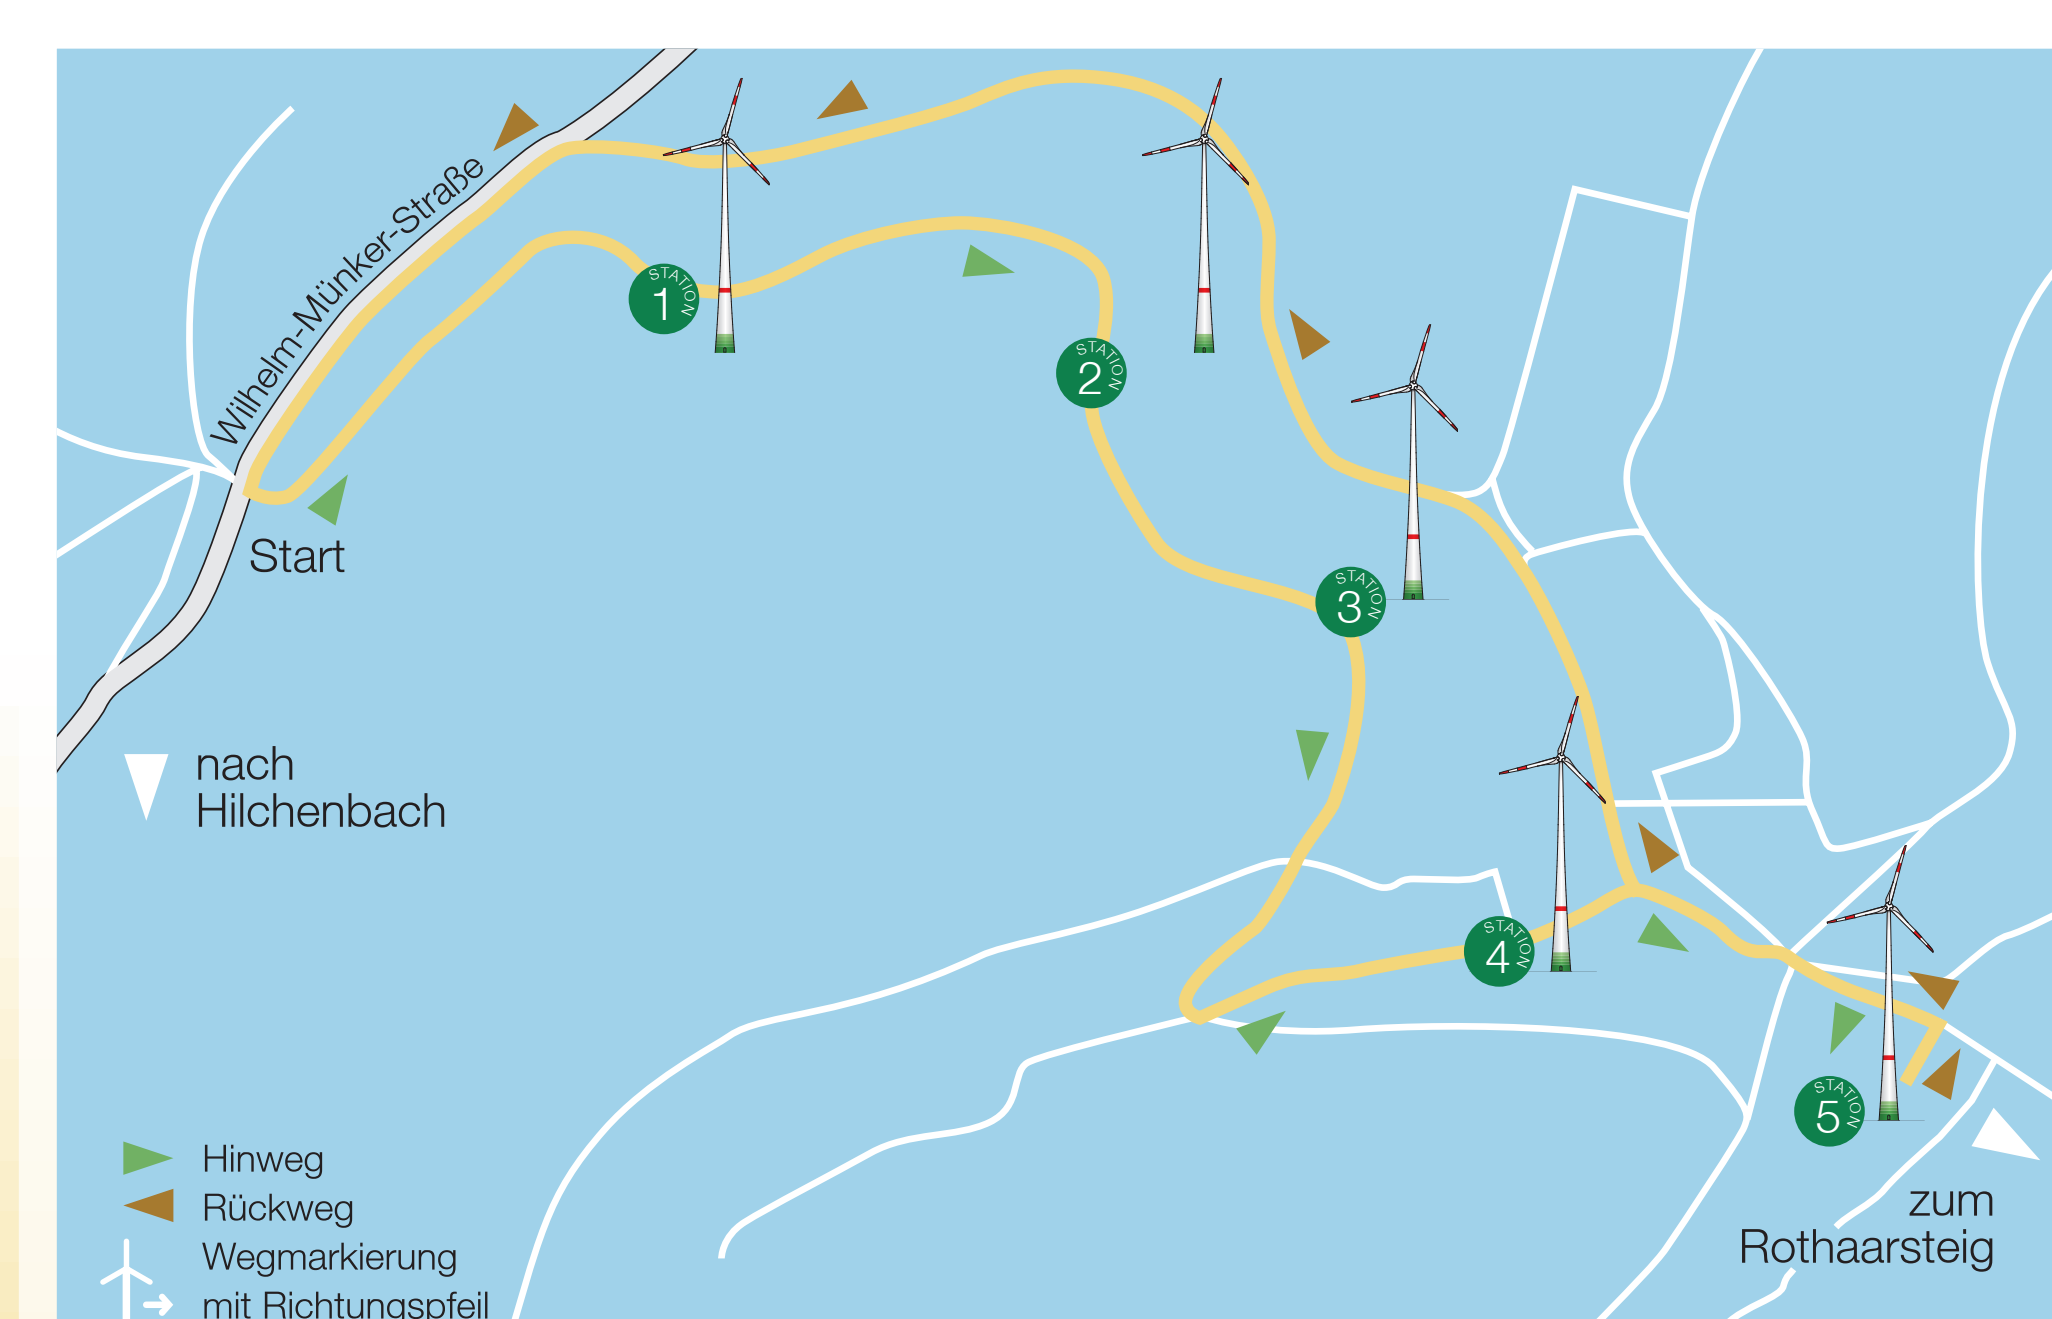 Wilhelm-Münker-Straße
STATION
1
STATION
2
Start
STATION
3
nach
Hilchenbach
STATION
4
STATION
5
Hinweg
Rückweg
Wegmarkierung
mit Richtungspfeil
zum
Rothaarsteig